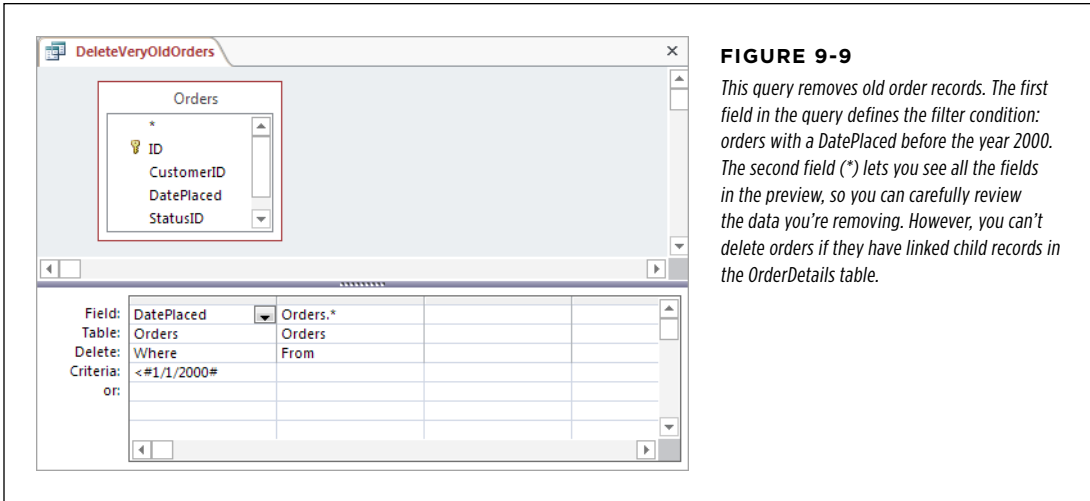 DeleteVeryOldOrders
Orders
*
ID
CustomerID
DatePlaced
StatusID
Field: DatePlaced Orders.*
Table: Orders Orders
Delete: Where From
Criteria: <#1/1/2000#
or:
FIGURE 9-9
This query removes old order records. The first
field in the query defines the filter condition:
orders with a DatePlaced before the year 2000.
The second field (*) lets you see all the fields
in the preview, so you can carefully review
the data you’re removing. However, you can’t
delete orders if they have linked child records in
the OrderDetails table.